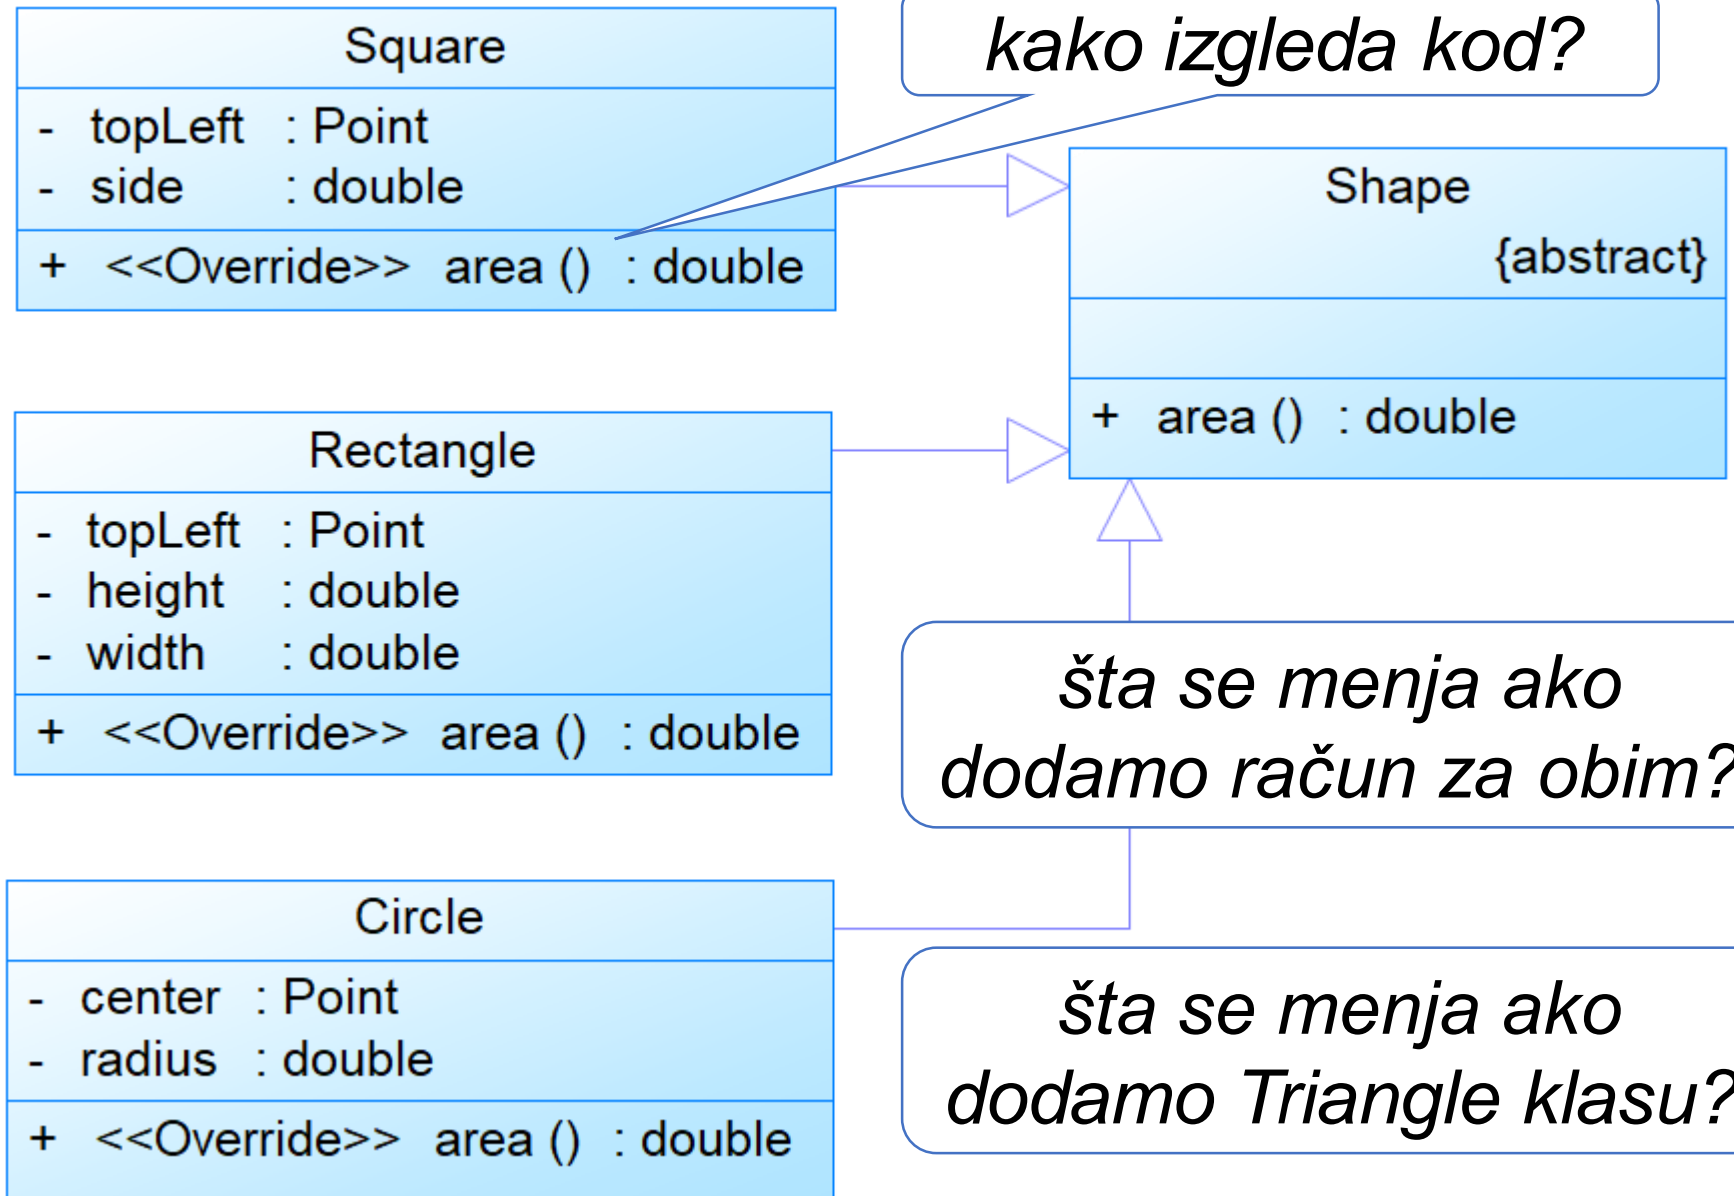 Square
- topLeft : Point
- side : double
+ <<Override>> area () : double
kako izgleda kod?
Shape
{abstract}
+ area () : double
Rectangle
- topLeft : Point
- height : double
- width : double
+ <<Override>> area () : double
šta se menja ako
dodamo račun za obim?
Circle
- center : Point
- radius : double
+ <<Override>> area () : double
šta se menja ako
dodamo Triangle klasu?